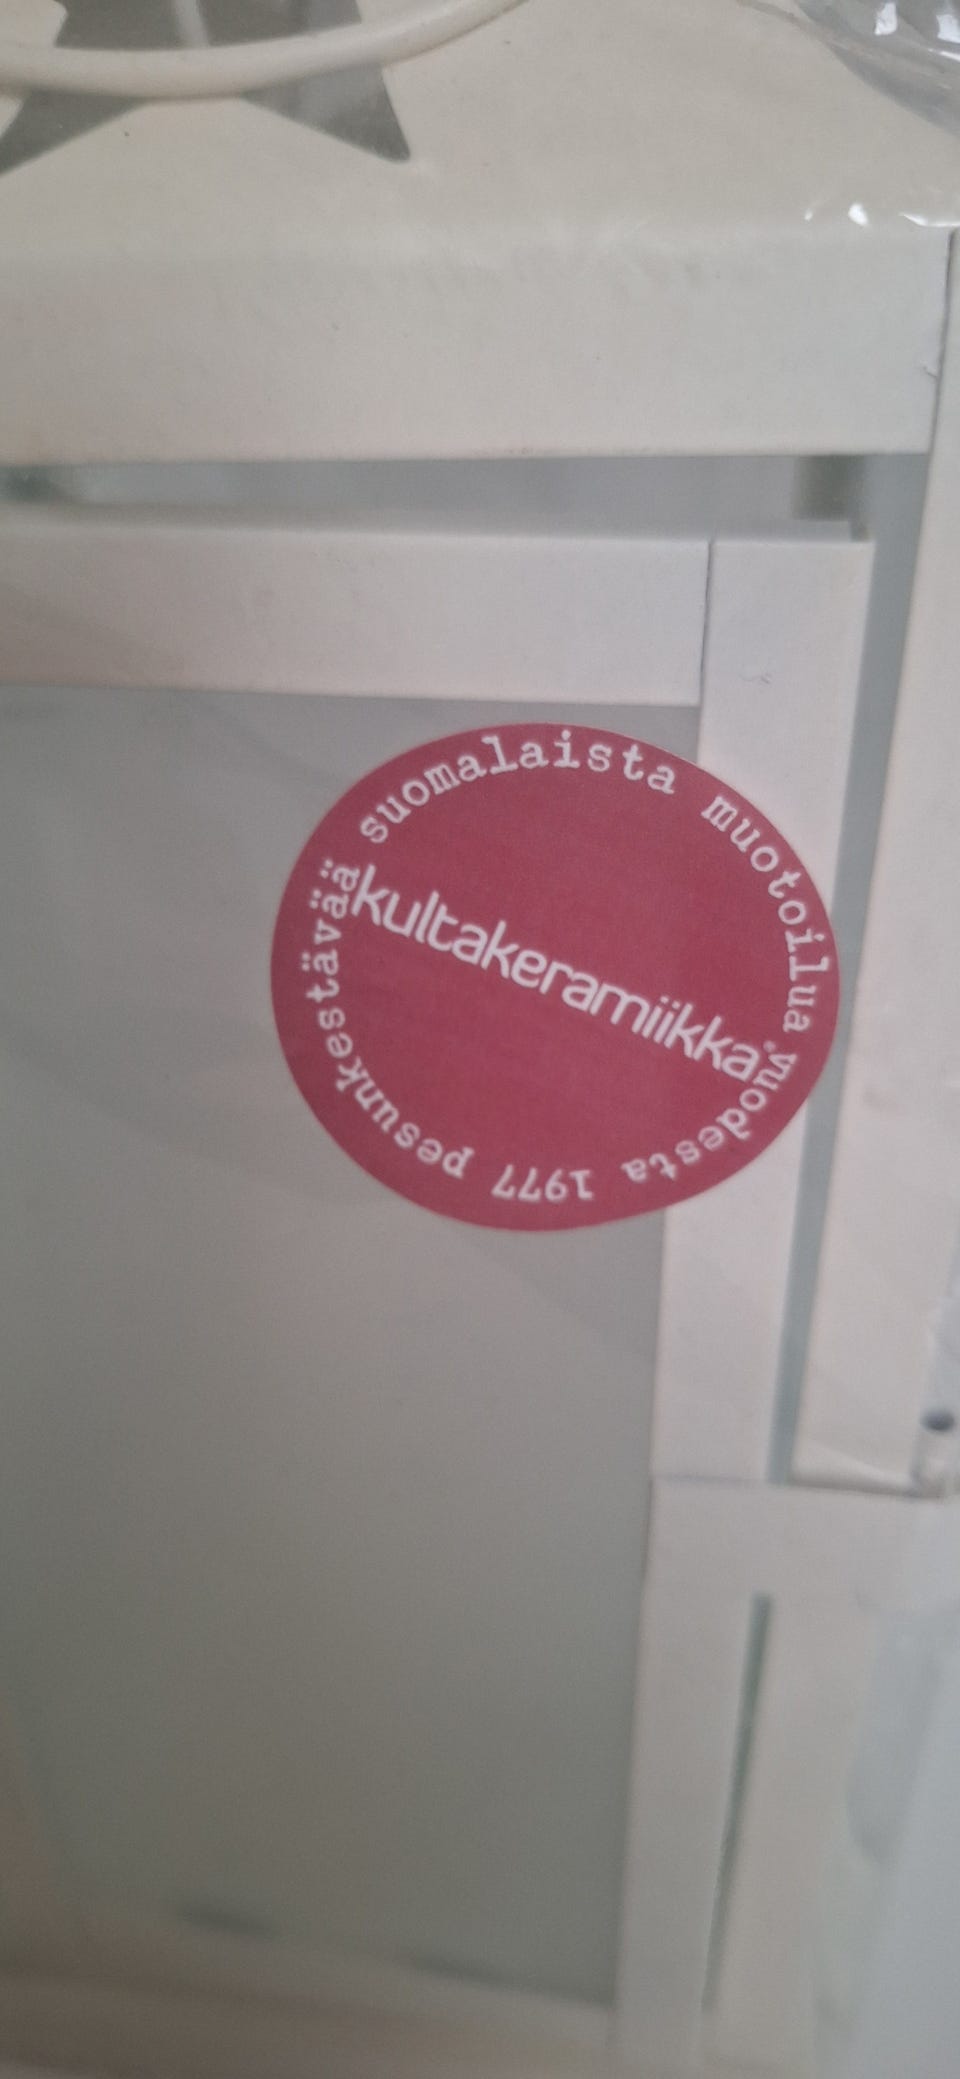 suomalaista muotoilua vuodesta 1977 pesunkestävää
kultakeramiikka®